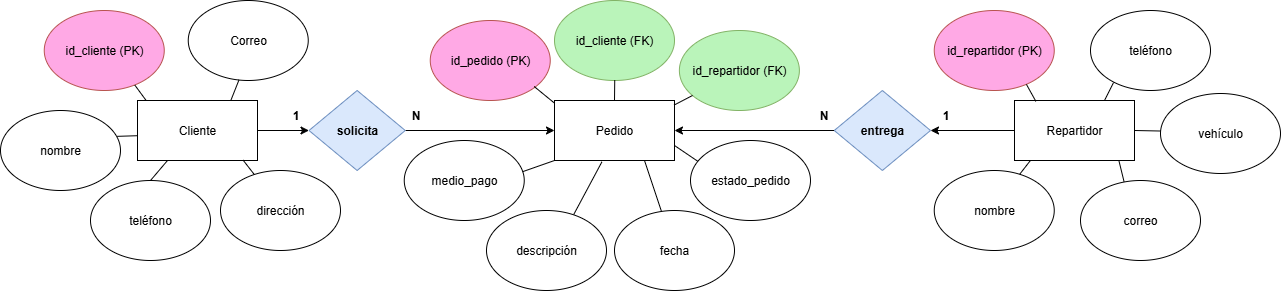 id_cliente (PK)
Correo
nombre
Cliente
teléfono
dirección
1
solicita
N
id_pedido (PK)
id_cliente (FK)
id_repartidor (FK)
Pedido
medio_pago
descripción
fecha
estado_pedido
N
entrega
1
id_repartidor (PK)
teléfono
vehículo
Repartidor
nombre
correo